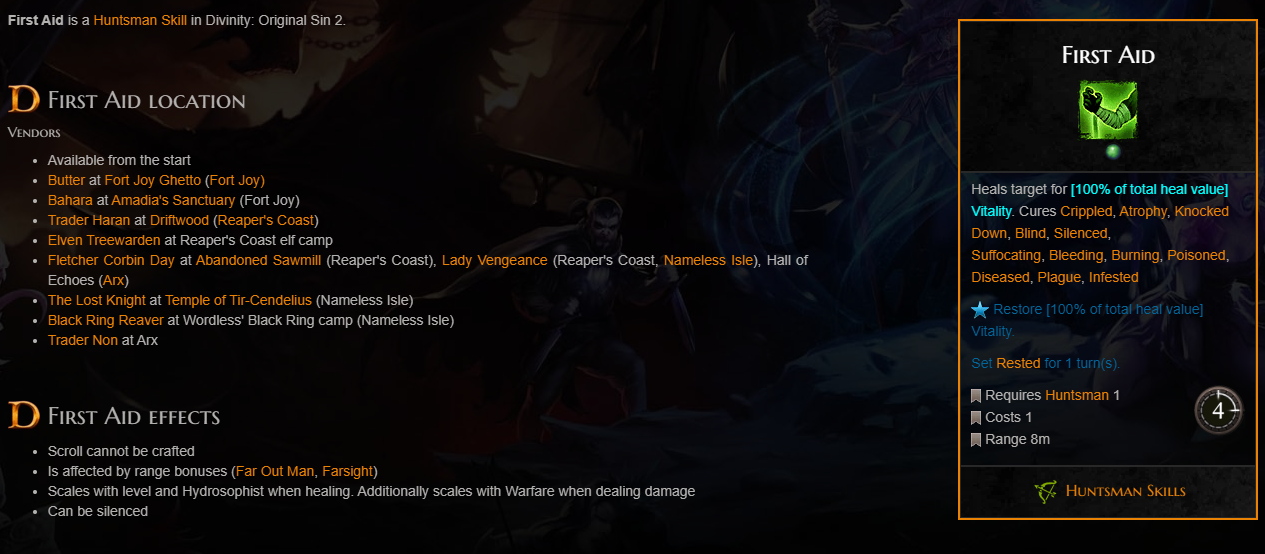 First Aid is a Huntsman Skill in Divinity: Original Sin 2.
First Aid location
Vendors
Available from the start
Butter at Fort Joy Ghetto (Fort Joy)
Bahara at Amadia's Sanctuary (Fort Joy)
Trader Haran at Driftwood (Reaper's Coast)
Elven Treewarden at Reaper's Coast elf camp
Fletcher Corbin Day at Abandoned Sawmill (Reaper's Coast), Lady Vengeance (Reaper's Coast, Nameless Isle), Hall of
Echoes (Arx)
The Lost Knight at Temple of Tir-Cendelius (Nameless Isle)
Black Ring Reaver at Wordless' Black Ring camp (Nameless Isle)
Trader Non at Arx
First Aid effects
Scroll cannot be crafted
Is affected by range bonuses (Far Out Man, Farsight)
Scales with level and Hydrosophist when healing. Additionally scales with Warfare when dealing damage
Can be silenced
First Aid
Heals target for [100% of total heal value]
Vitality. Cures Crippled, Atrophy, Knocked
Down, Blind, Silenced,
Suffocating, Bleeding, Burning, Poisoned,
Diseased, Plague, Infested
Restore [100% of total heal value]
Vitality.
Set Rested for 1 turn(s).
Requires Huntsman 1
Costs 1
Range 8m
4
Huntsman Skills